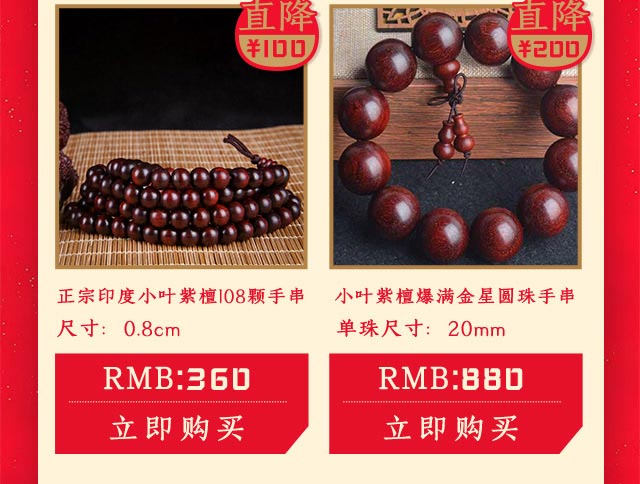 直降
¥100
直降
¥200
正宗印度小叶紫檀108颗手串
尺寸: 0.8cm
RMB:360
立即购买
小叶紫檀爆满金星圆珠手串
单珠尺寸: 20mm
RMB:880
立即购买